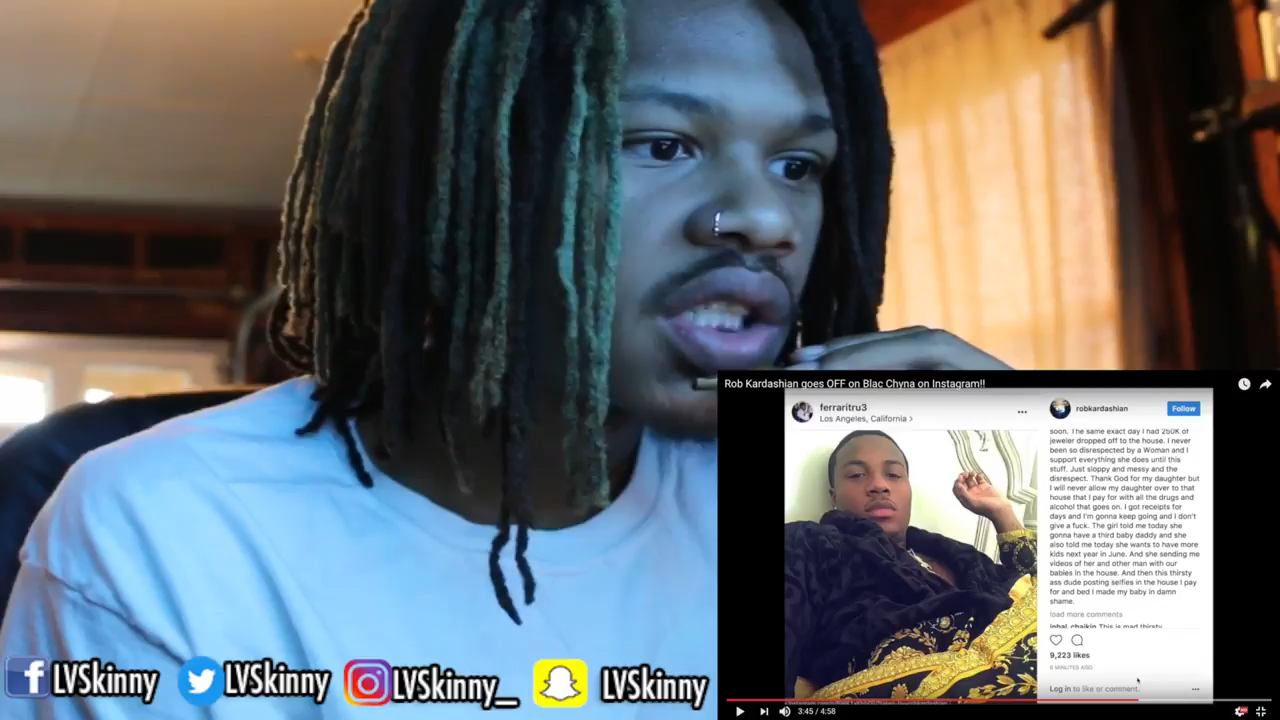 Rob Kardashian goes OFF on Blac Chyna on Instagram!!
ferraritru3
Los Angeles, California >
robkardashian
Follow
soon. The same exact day I had 250K of
jeweler dropped off to the house. I never
been so disrespected by a Woman and I
support everything she does until this
stuff. Just sloppy and messy and the
disrespect. Thank God for my daughter but
I will never allow my daughter over to that
house that I pay for with all the drugs and
alcohol that goes on. I got receipts for
days and I'm gonna keep going and I don't
give a fuck. The girl told me today she
gonna have a third baby daddy and she
also told me today she wants to have more
kids next year in June. And she sending me
videos of her and other man with our
babies in the house. And then this thirsty
ass dude posting selfies in the house I pay
for and bed I made my baby in damn
shame.
load more comments
inbal_chaikin This is mad thirsty
9,223 likes
6 MINUTES AGO
Log in to like or comment.
3:45 / 4:58
LVSkinny
LVSkinny
LVSkinny_
LVSkinny